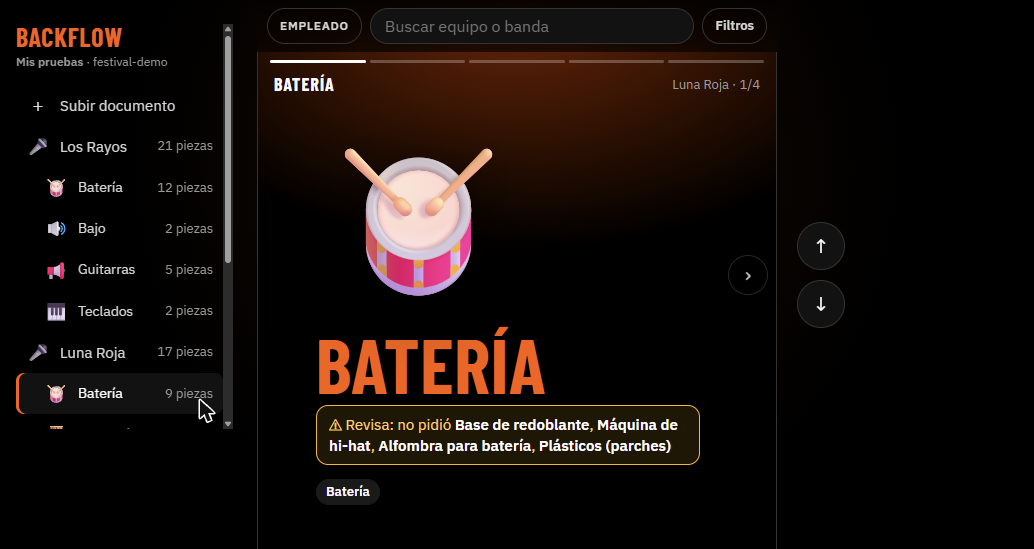 BACKFLOW
Mis pruebas · festival-demo
+ Subir documento
Los Rayos 21 piezas
Batería 12 piezas
Bajo 2 piezas
Guitarras 5 piezas
Teclados 2 piezas
Luna Roja 17 piezas
Batería 9 piezas
EMPLEADO
Buscar equipo o banda
Filtros
BATERÍA
Luna Roja · 1/4
›
↑
↓
BATERÍA
⚠ Revisa: no pidió Base de redoblante, Máquina de
hi-hat, Alfombra para batería, Plásticos (parches)
Batería